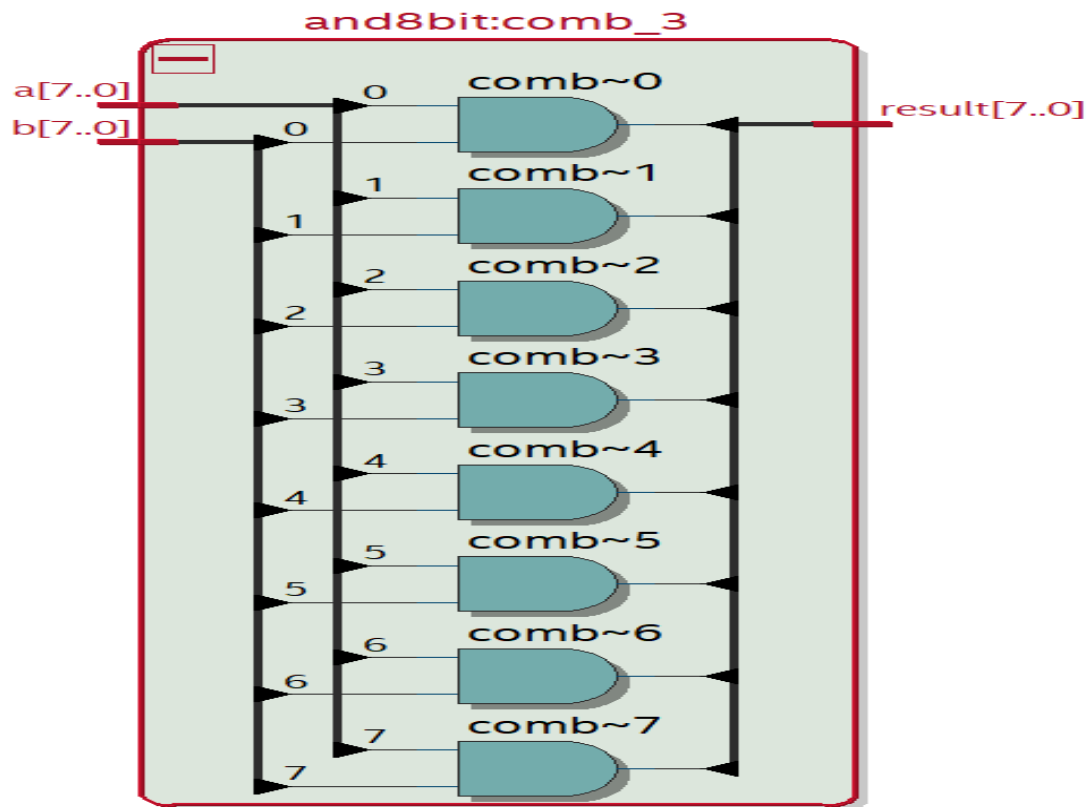 and8bit:comb_3
a[7..0]
b[7..0]
result[7..0]
comb~0
0
0
comb~1
1
1
comb~2
2
2
comb~3
3
3
comb~4
4
4
comb~5
5
5
comb~6
6
6
comb~7
7
7